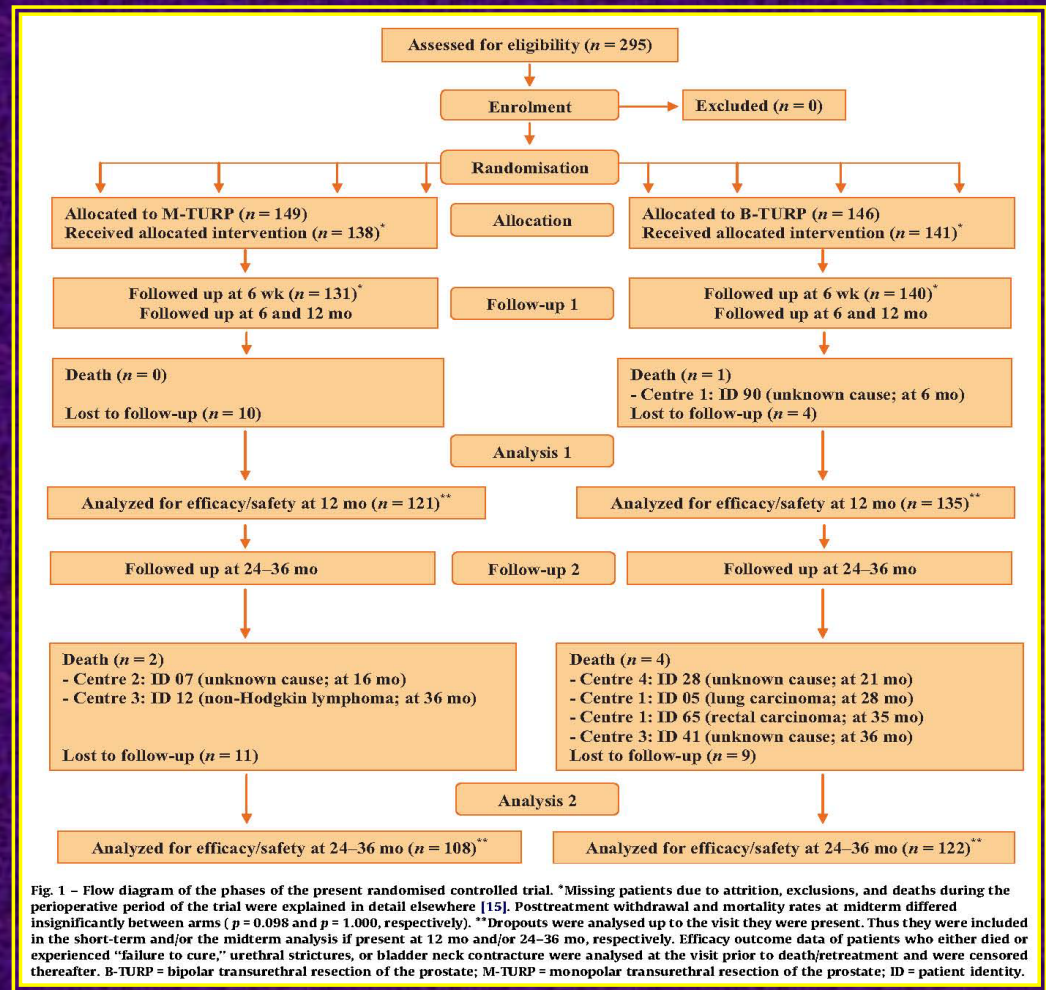 Assessed for eligibility (n = 295)
Enrolment
Excluded (n = 0)
Randomisation
Allocated to M-TURP (n = 149)
Received allocated intervention (n = 138)*
Allocation
Allocated to B-TURP (n = 146)
Received allocated intervention (n = 141)*
Followed up at 6 wk (n = 131)*
Followed up at 6 and 12 mo
Follow-up 1
Followed up at 6 wk (n = 140)*
Followed up at 6 and 12 mo
Death (n = 0)
Lost to follow-up (n = 10)
Death (n = 1)
- Centre 1: ID 90 (unknown cause; at 6 mo)
Lost to follow-up (n = 4)
Analysis 1
Analyzed for efficacy/safety at 12 mo (n = 121)**
Analyzed for efficacy/safety at 12 mo (n = 135)**
Followed up at 24–36 mo
Follow-up 2
Followed up at 24–36 mo
Death (n = 2)
- Centre 2: ID 07 (unknown cause; at 16 mo)
- Centre 3: ID 12 (non-Hodgkin lymphoma; at 36 mo)
Lost to follow-up (n = 11)
Death (n = 4)
- Centre 4: ID 28 (unknown cause; at 21 mo)
- Centre 1: ID 05 (lung carcinoma; at 28 mo)
- Centre 1: ID 65 (rectal carcinoma; at 35 mo)
- Centre 3: ID 41 (unknown cause; at 36 mo)
Lost to follow-up (n = 9)
Analysis 2
Analyzed for efficacy/safety at 24–36 mo (n = 108)**
Analyzed for efficacy/safety at 24–36 mo (n = 122)**
Fig. 1 – Flow diagram of the phases of the present randomised controlled trial. *Missing patients due to attrition, exclusions, and deaths during the
perioperative period of the trial were explained in detail elsewhere [15]. Posttreatment withdrawal and mortality rates at midterm differed
insignificantly between arms ( p = 0.098 and p = 1.000, respectively). **Dropouts were analysed up to the visit they were present. Thus they were included
in the short-term and/or the midterm analysis if present at 12 mo and/or 24–36 mo, respectively. Efficacy outcome data of patients who either died or
experienced “failure to cure,” urethral strictures, or bladder neck contracture were analysed at the visit prior to death/retreatment and were censored
thereafter. B-TURP = bipolar transurethral resection of the prostate; M-TURP = monopolar transurethral resection of the prostate; ID = patient identity.